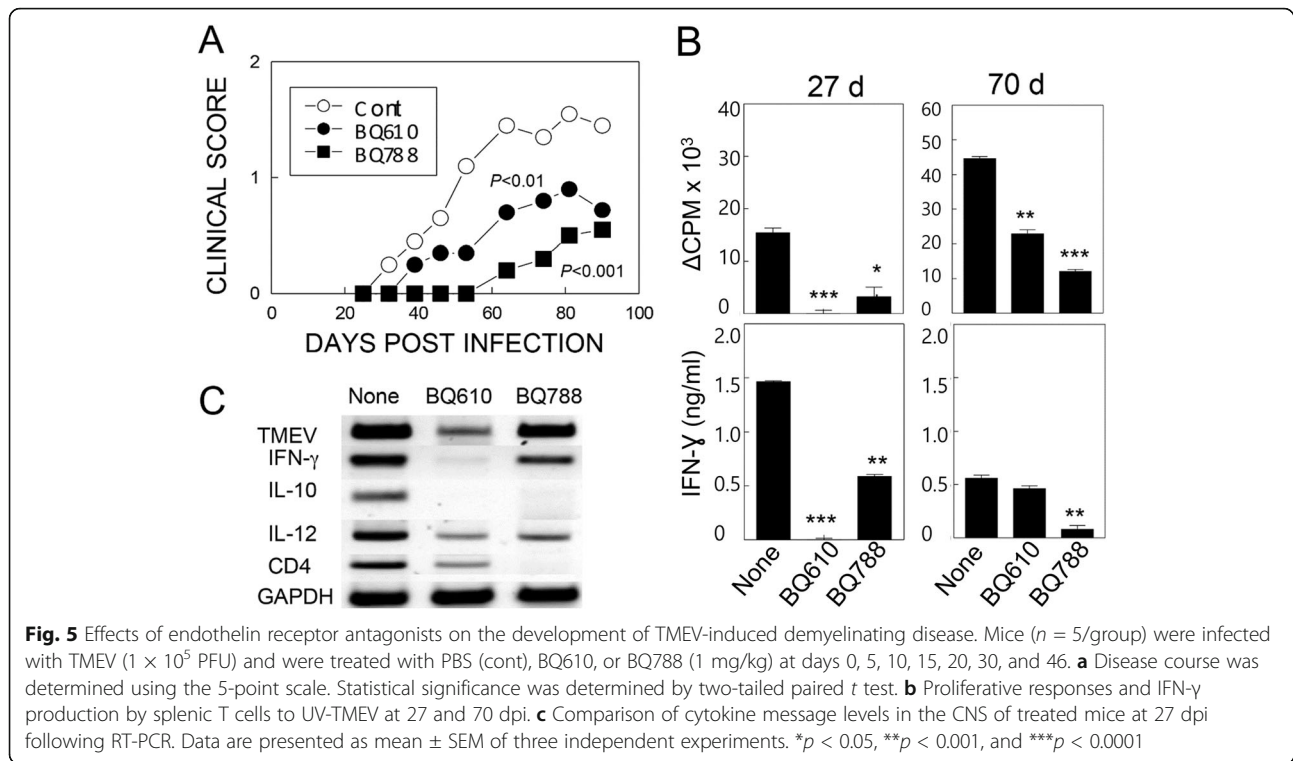 A
CLINICAL SCORE
2
1
0
Cont
BQ610
BQ788
P<0.01
P<0.001
0 20 40 60 80 100
DAYS POST INFECTION
B
27 d 70 d
ΔCPM x 10³
40
30
20
10
0
***
*
60
50
40
30
20
10
0
**
***
IFN-γ (ng/ml)
2.0
1.5
1.0
0.5
0
***
**
2.0
1.5
1.0
0.5
0
**
None BQ610 BQ788
None BQ610 BQ788
C
None BQ610 BQ788
TMEV
IFN-γ
IL-10
IL-12
CD4
GAPDH
Fig. 5 Effects of endothelin receptor antagonists on the development of TMEV-induced demyelinating disease. Mice (n = 5/group) were infected
with TMEV (1 × 10⁵ PFU) and were treated with PBS (cont), BQ610, or BQ788 (1 mg/kg) at days 0, 5, 10, 15, 20, 30, and 46. a Disease course was
determined using the 5-point scale. Statistical significance was determined by two-tailed paired t test. b Proliferative responses and IFN-γ
production by splenic T cells to UV-TMEV at 27 and 70 dpi. c Comparison of cytokine message levels in the CNS of treated mice at 27 dpi
following RT-PCR. Data are presented as mean ± SEM of three independent experiments. *p < 0.05, **p < 0.001, and ***p < 0.0001